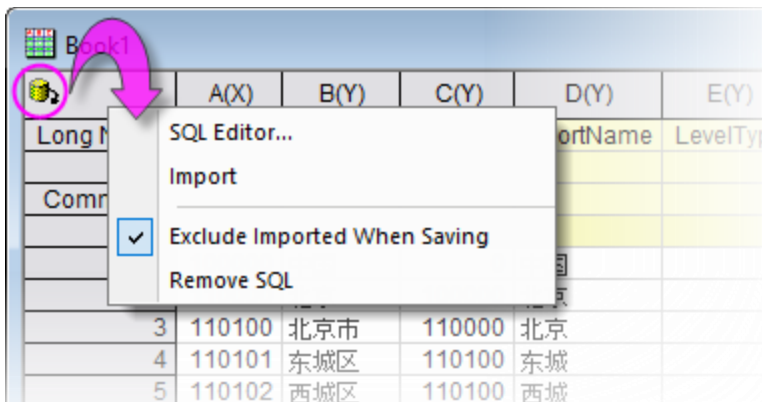 Book1
A(X) B(Y) C(Y) D(Y) E(Y)
Long ortName LevelTy
SQL Editor...
Import
Comm
Exclude Imported When Saving
Remove SQL
3 110100 北京市 110000 北京
4 110101 东城区 110100 东城
5 110102 西城区 110100 西城